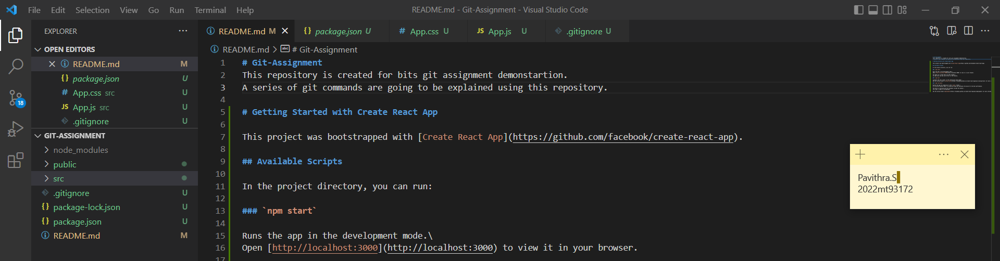 File Edit Selection View Go Run Terminal Help
README.md - Git-Assignment - Visual Studio Code
EXPLORER
OPEN EDITORS
README.md M
package.json U
App.css src U
App.js src U
.gitignore U
18
GIT-ASSIGNMENT
node_modules
public
src
.gitignore U
package-lock.json U
package.json U
README.md M
README.md M package.json U App.css U App.js U .gitignore U
README.md > # Git-Assignment
1 # Git-Assignment
2 This repository is created for bits git assignment demonstartion.
3 A series of git commands are going to be explained using this repository.
4
5 # Getting Started with Create React App
6
7 This project was bootstrapped with [Create React App](https://github.com/facebook/create-react-app).
8
9 ## Available Scripts
10
11 In the project directory, you can run:
12
13 ### `npm start`
14
15 Runs the app in the development mode.\
16 Open [http://localhost:3000](http://localhost:3000) to view it in your browser.
17
Pavithra.S
2022mt93172